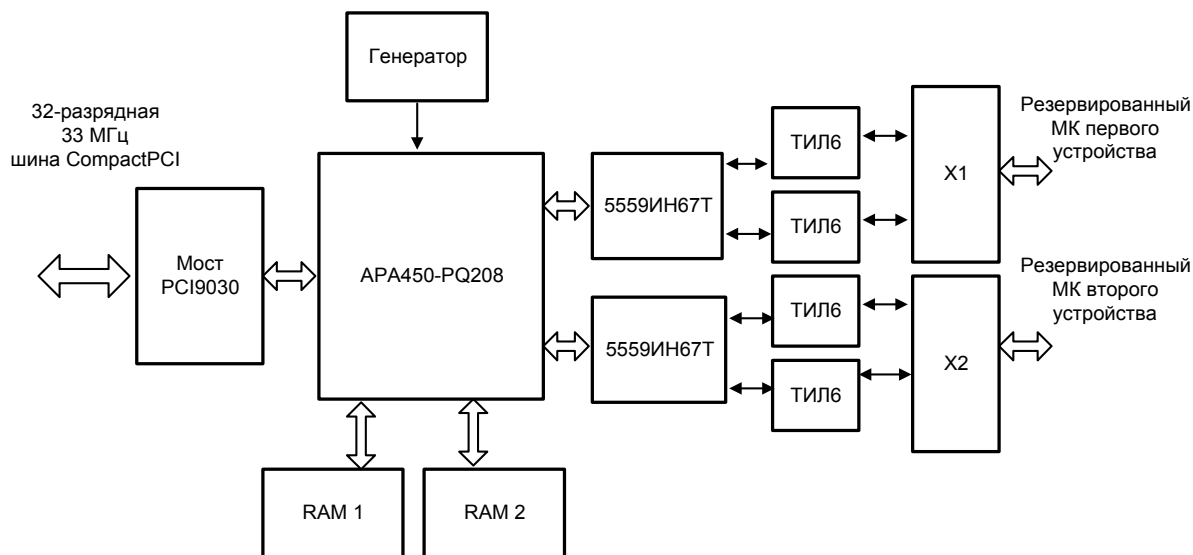 Генератор
32-разрядная
33 МГц
шина CompactPCI
Мост
PCI9030
APA450-PQ208
5559ИН67Т
5559ИН67Т
ТИЛ6
ТИЛ6
ТИЛ6
ТИЛ6
X1
X2
Резервированный
МК первого
устройства
Резервированный
МК второго
устройства
RAM 1
RAM 2